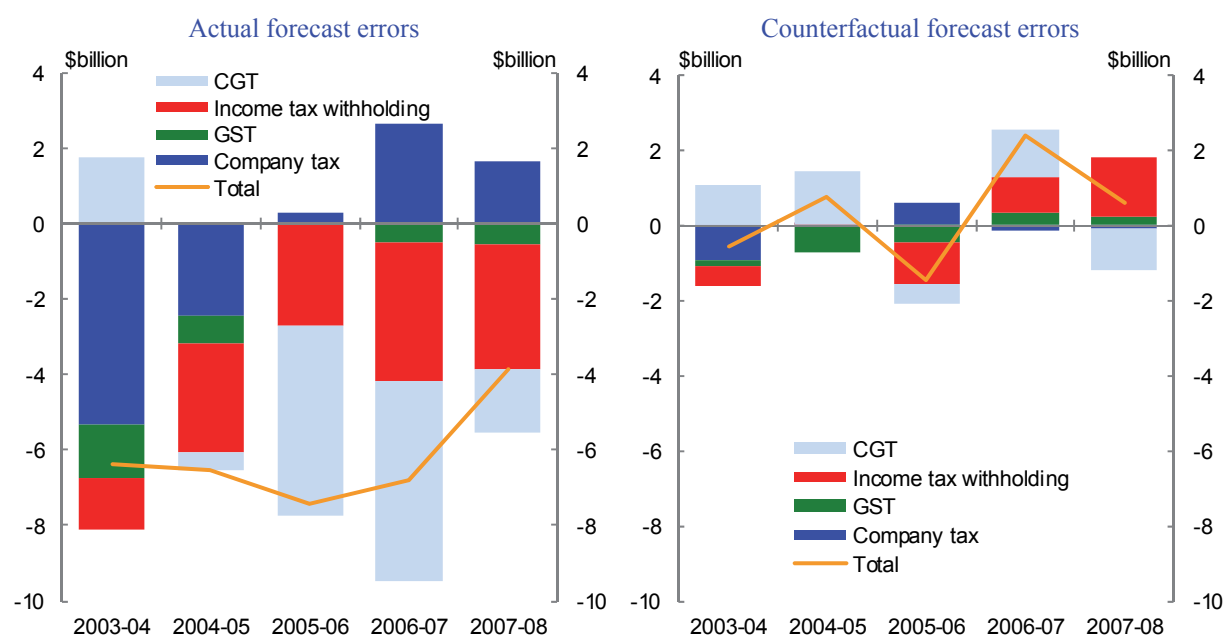 Actual forecast errors
$billion
$billion
CGT
Income tax withholding
GST
Company tax
Total
4
2
0
-2
-4
-6
-8
-10
4
2
0
-2
-4
-6
-8
-10
2003-04 2004-05 2005-06 2006-07 2007-08
Counterfactual forecast errors
$billion
$billion
4
2
0
-2
-4
-6
-8
-10
4
2
0
-2
-4
-6
-8
-10
CGT
Income tax withholding
GST
Company tax
Total
2003-04 2004-05 2005-06 2006-07 2007-08